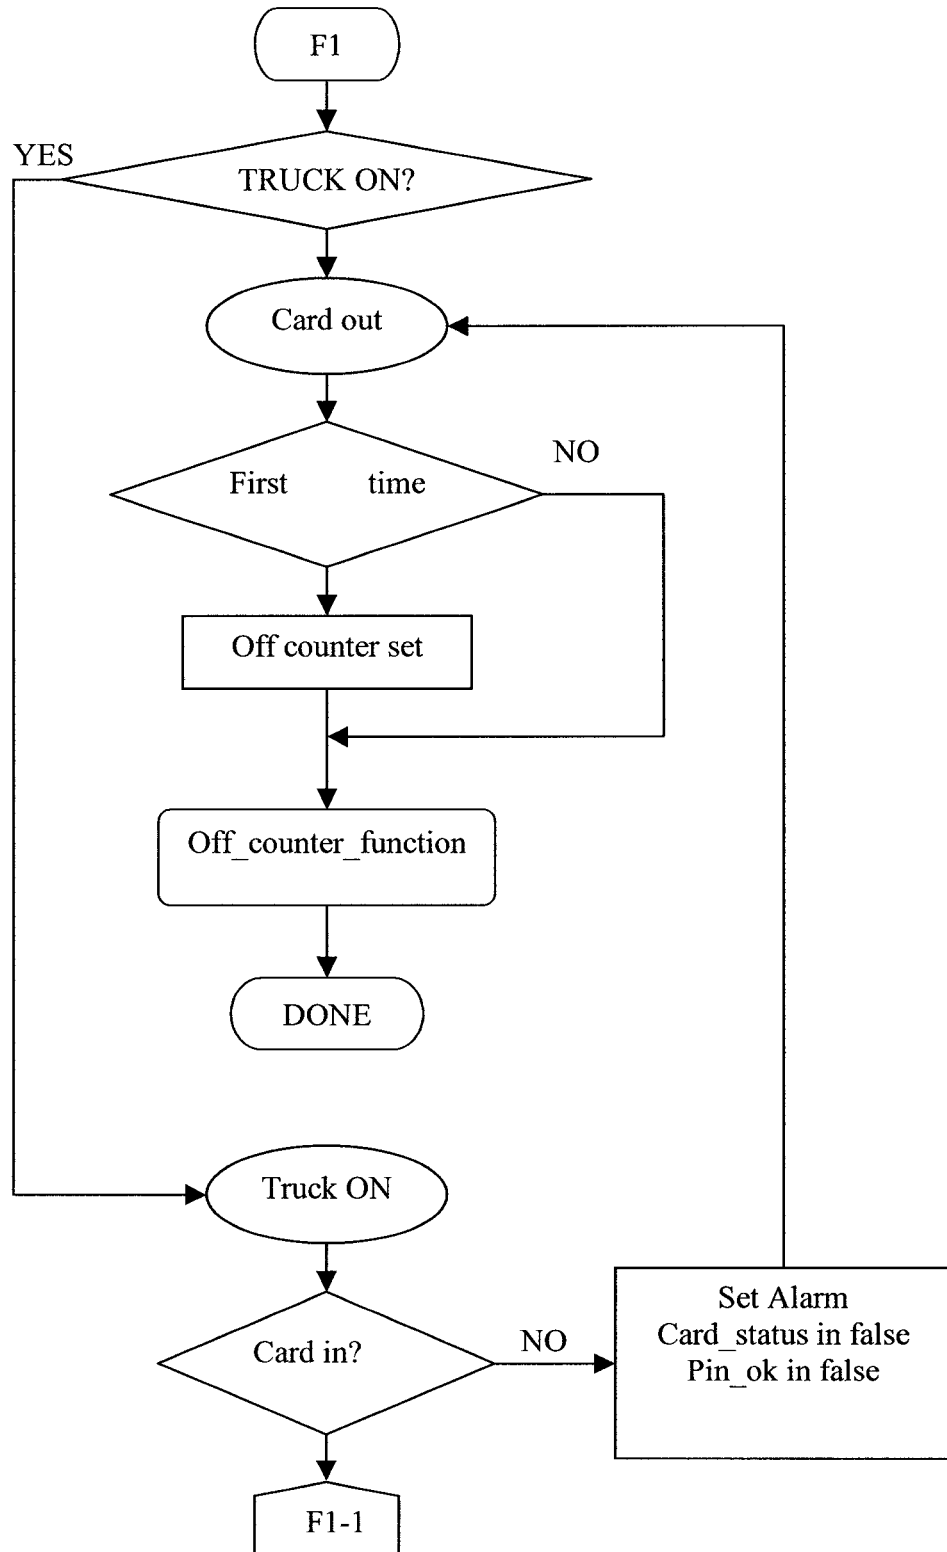 F1
YES
TRUCK ON?
Card out
NO
First time
Off counter set
Off_counter_function
DONE
Truck ON
Card in?
NO
Set Alarm
Card_status in false
Pin_ok in false
F1-1